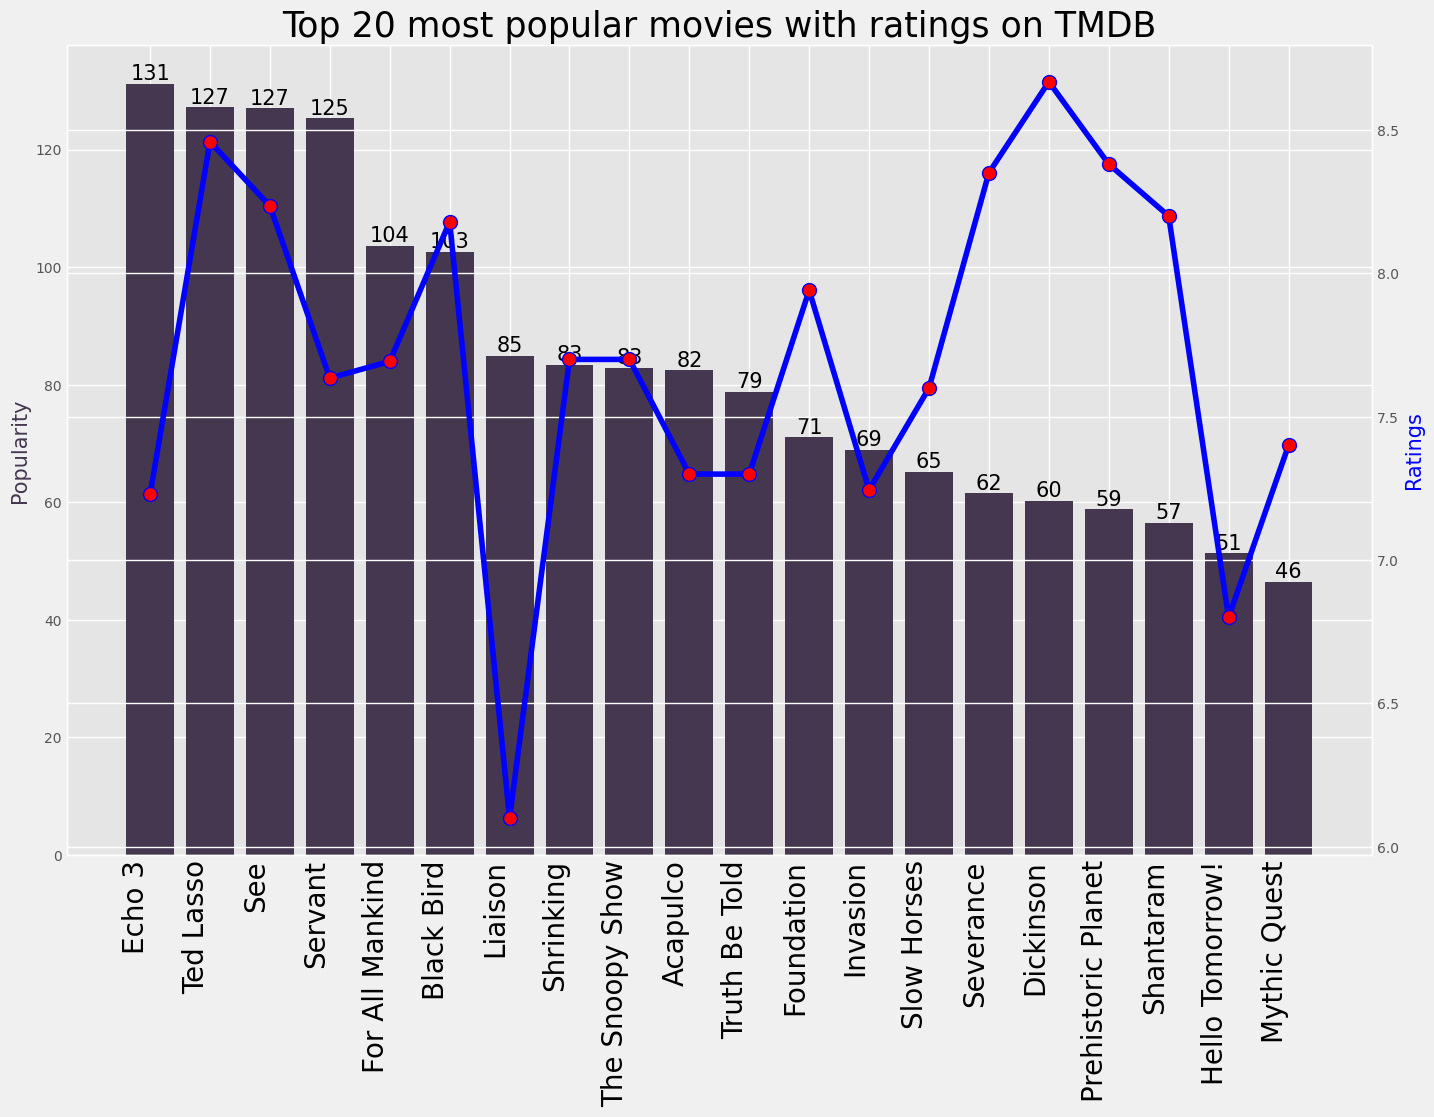 Top 20 most popular movies with ratings on TMDB
131
127
127
125
104
103
85
83
83
82
79
71
69
65
62
60
59
57
51
46
120
100
80
60
40
20
0
Popularity
8.5
8.0
7.5
7.0
6.5
6.0
Ratings
Echo 3
Ted Lasso
See
Servant
For All Mankind
Black Bird
Liaison
Shrinking
The Snoopy Show
Acapulco
Truth Be Told
Foundation
Invasion
Slow Horses
Severance
Dickinson
Prehistoric Planet
Shantaram
Hello Tomorrow!
Mythic Quest